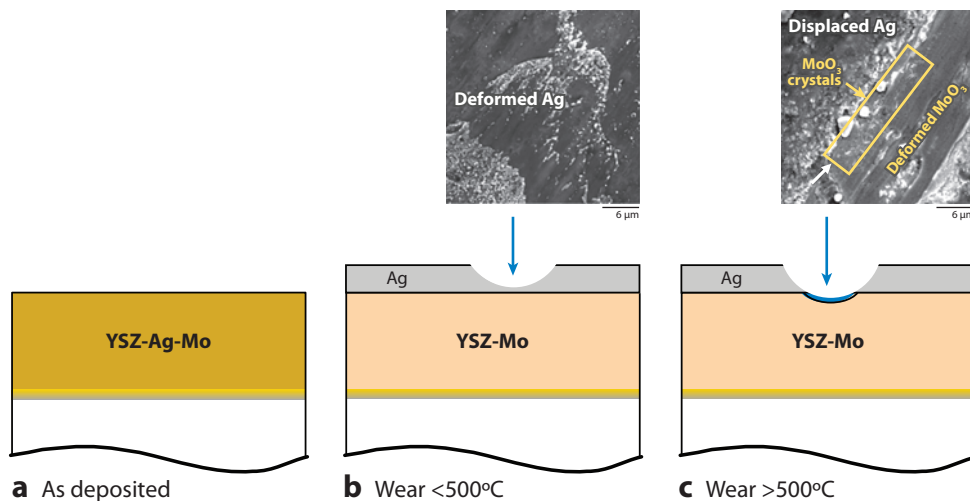 Deformed Ag
6 μm
Displaced Ag
MoO₃
crystals
Deformed MoO₃
6 μm
YSZ-Ag-Mo
a As deposited
Ag
YSZ-Mo
b Wear <500ºC
Ag
YSZ-Mo
c Wear >500ºC